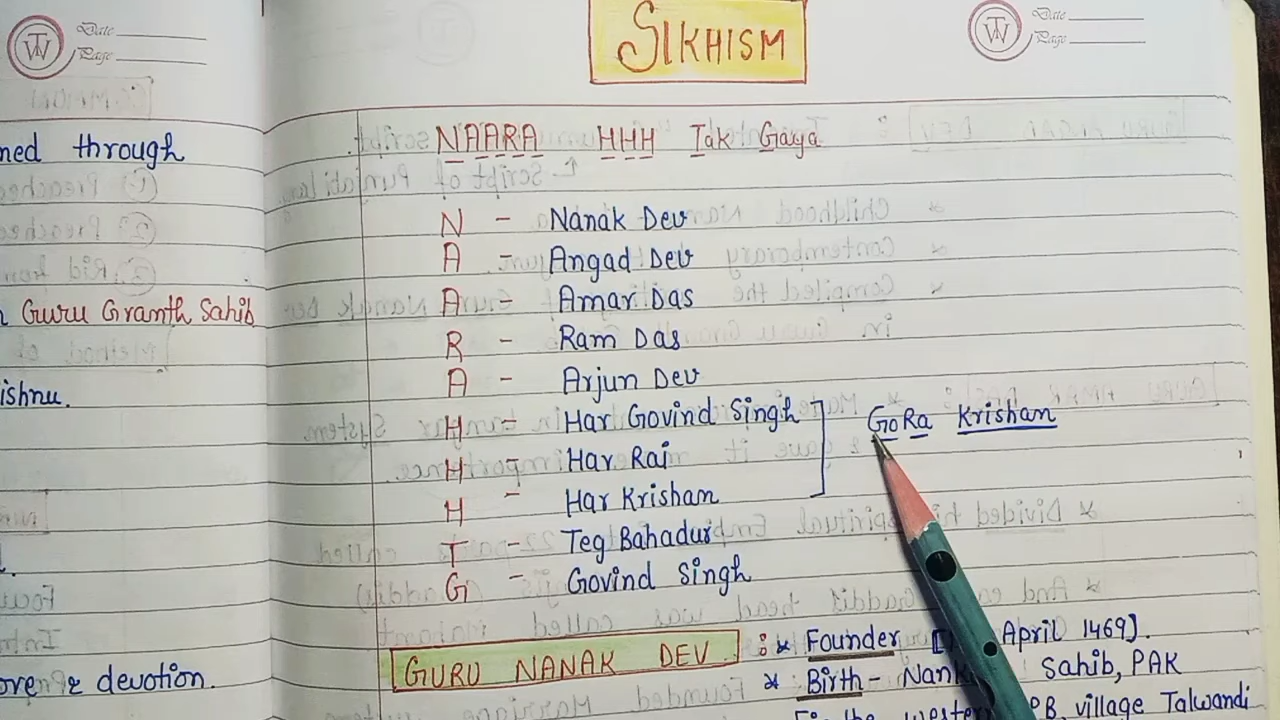 Date
Page
Date
Page
SIKHISM
ned through
Guru Granth Sahib
ishnu.
& devotion.
NAARA HHH Tak Gaya
N - Nanak Dev
A - Angad Dev
A - Amar Das
R - Ram Das
A - Arjun Dev
H - Har Govind Singh
H - Har Rai
H - Har Krishan
GoRa Krishan
T - Teg Bahadur
G - Govind Singh
GURU NANAK DEV : * Founder April 1469].
* Birth - Sahib, PAK
village Talwandi